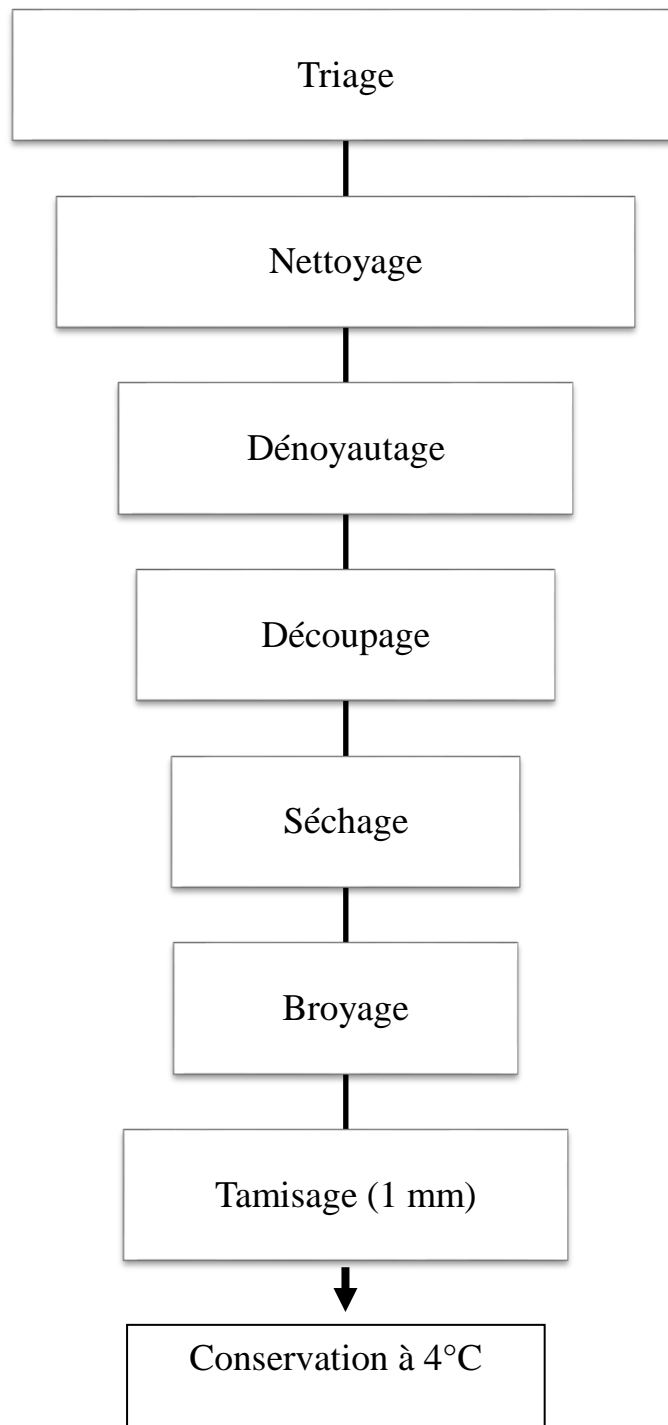 Triage
Nettoyage
Dénoyautage
Découpage
Séchage
Broyage
Tamisage (1 mm)
Conservation à 4°C